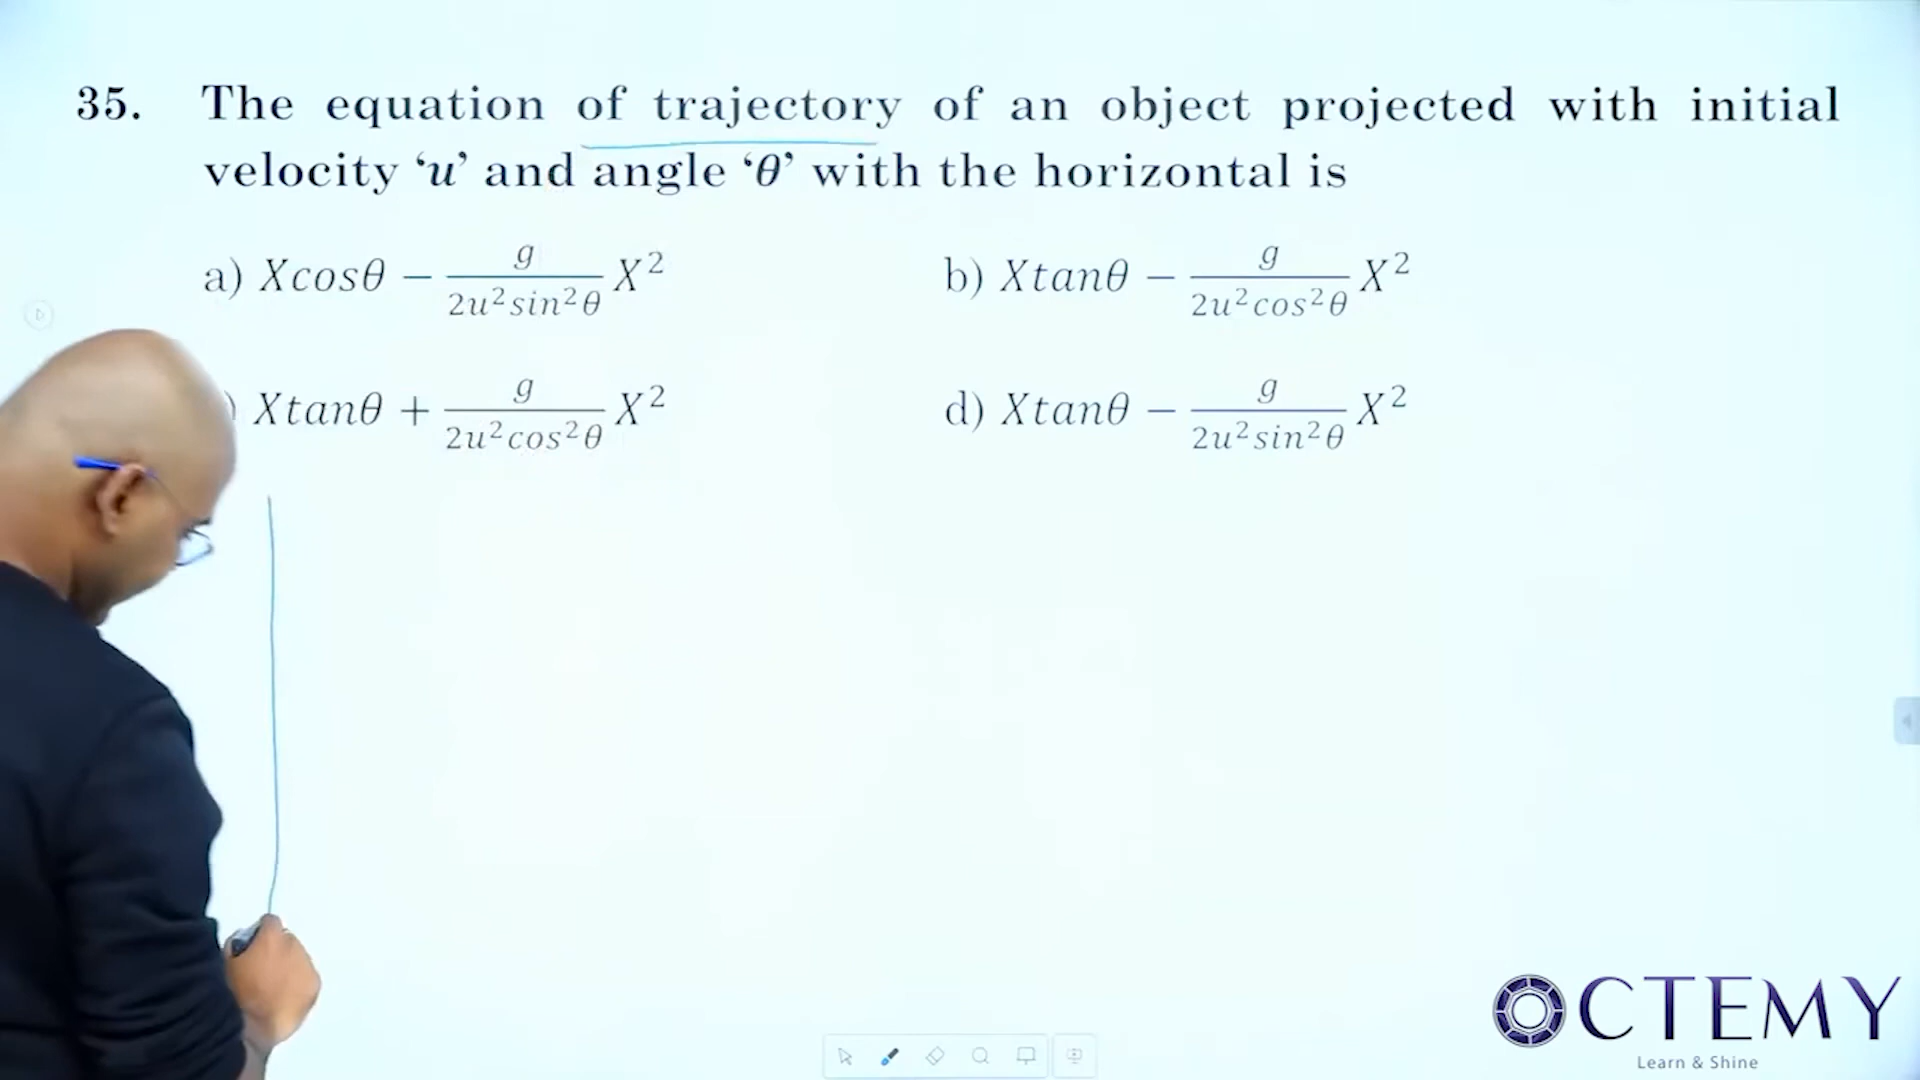 35. The equation of trajectory of an object projected with initial
velocity ‘u’ and angle ‘θ’ with the horizontal is
a) Xcosθ − g/2u²sin²θ X²
b) Xtanθ − g/2u²cos²θ X²
) Xtanθ + g/2u²cos²θ X²
d) Xtanθ − g/2u²sin²θ X²
OCTEMY
Learn & Shine